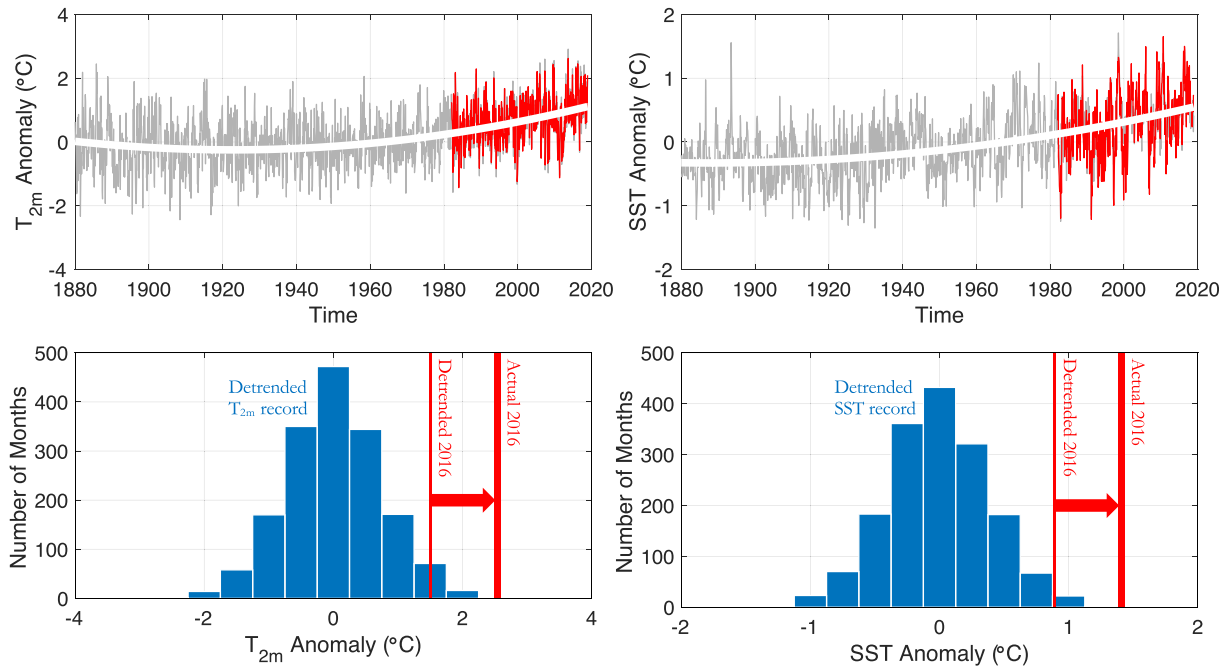 T2m Anomaly (°C)
4
2
0
-2
-4
1880 1900 1920 1940 1960 1980 2000 2020
Time
SST Anomaly (°C)
2
1
0
-1
-2
1880 1900 1920 1940 1960 1980 2000 2020
Time
Number of Months
500
400
300
200
100
0
Detrended
T2m record
Detrended 2016
Actual 2016
-4 -2 0 2 4
T2m Anomaly (°C)
Number of Months
500
400
300
200
100
0
Detrended
SST record
Detrended 2016
Actual 2016
-2 -1 0 1 2
SST Anomaly (°C)